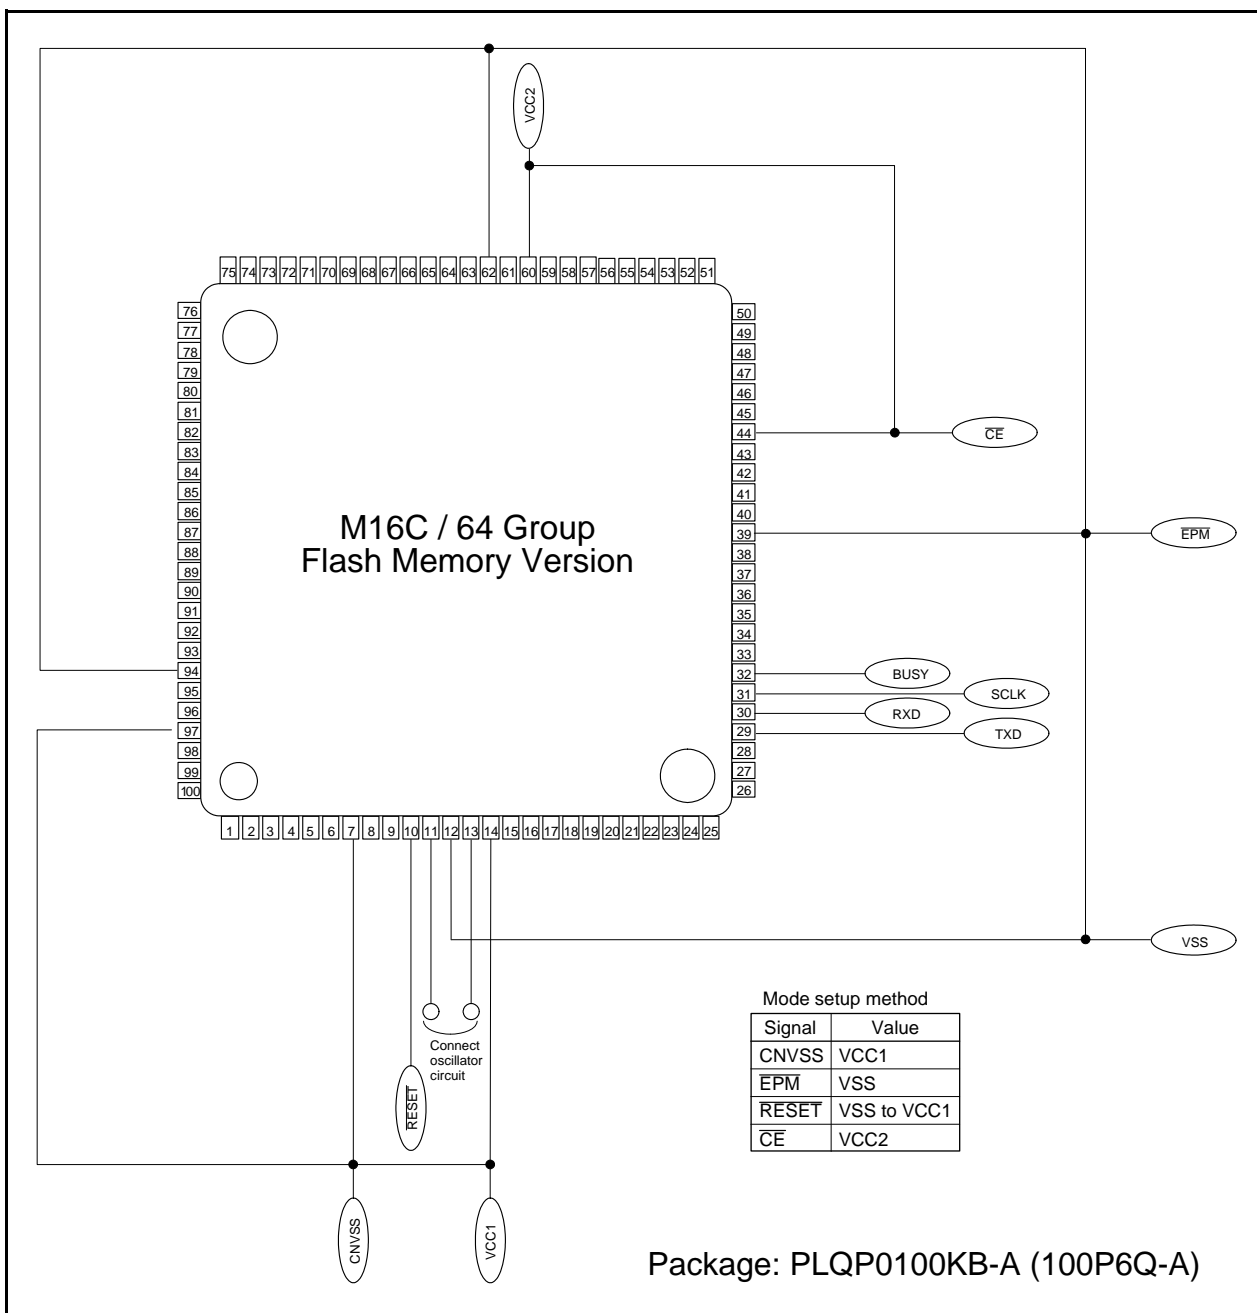 VCC2
75 74 73 72 71 70 69 68 67 66 65 64 63 62 61 60 59 58 57 56 55 54 53 52 51
76
77
78
79
80
81
82
83
84
85
86
87
88
89
90
91
92
93
94
95
96
97
98
99
100
M16C / 64 Group
Flash Memory Version
50
49
48
47
46
45
44
43
42
41
40
39
38
37
36
35
34
33
32
31
30
29
28
27
26
CE
EPM
BUSY
SCLK
RXD
TXD
1 2 3 4 5 6 7 8 9 10 11 12 13 14 15 16 17 18 19 20 21 22 23 24 25
VSS
Connect
oscillator
circuit
RESET
CNVSS
VCC1
Mode setup method
Signal Value
CNVSS VCC1
EPM VSS
RESET VSS to VCC1
CE VCC2
Package: PLQP0100KB-A (100P6Q-A)